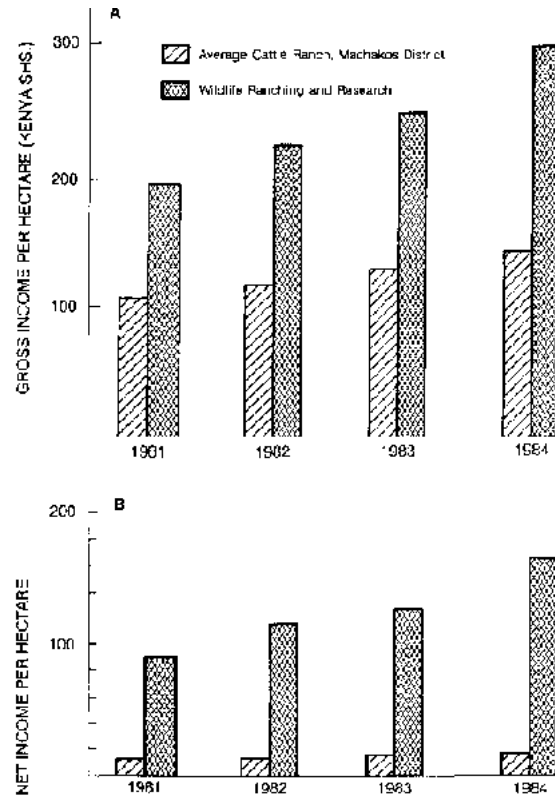 A
300
Average Cattle Ranch, Machakos District
Wildlife Ranching and Research
200
100
GROSS INCOME PER HECTARE (KENYA SHS.)
1981
1982
1983
1984
B
200
100
NET INCOME PER HECTARE
1981
1982
1983
1984